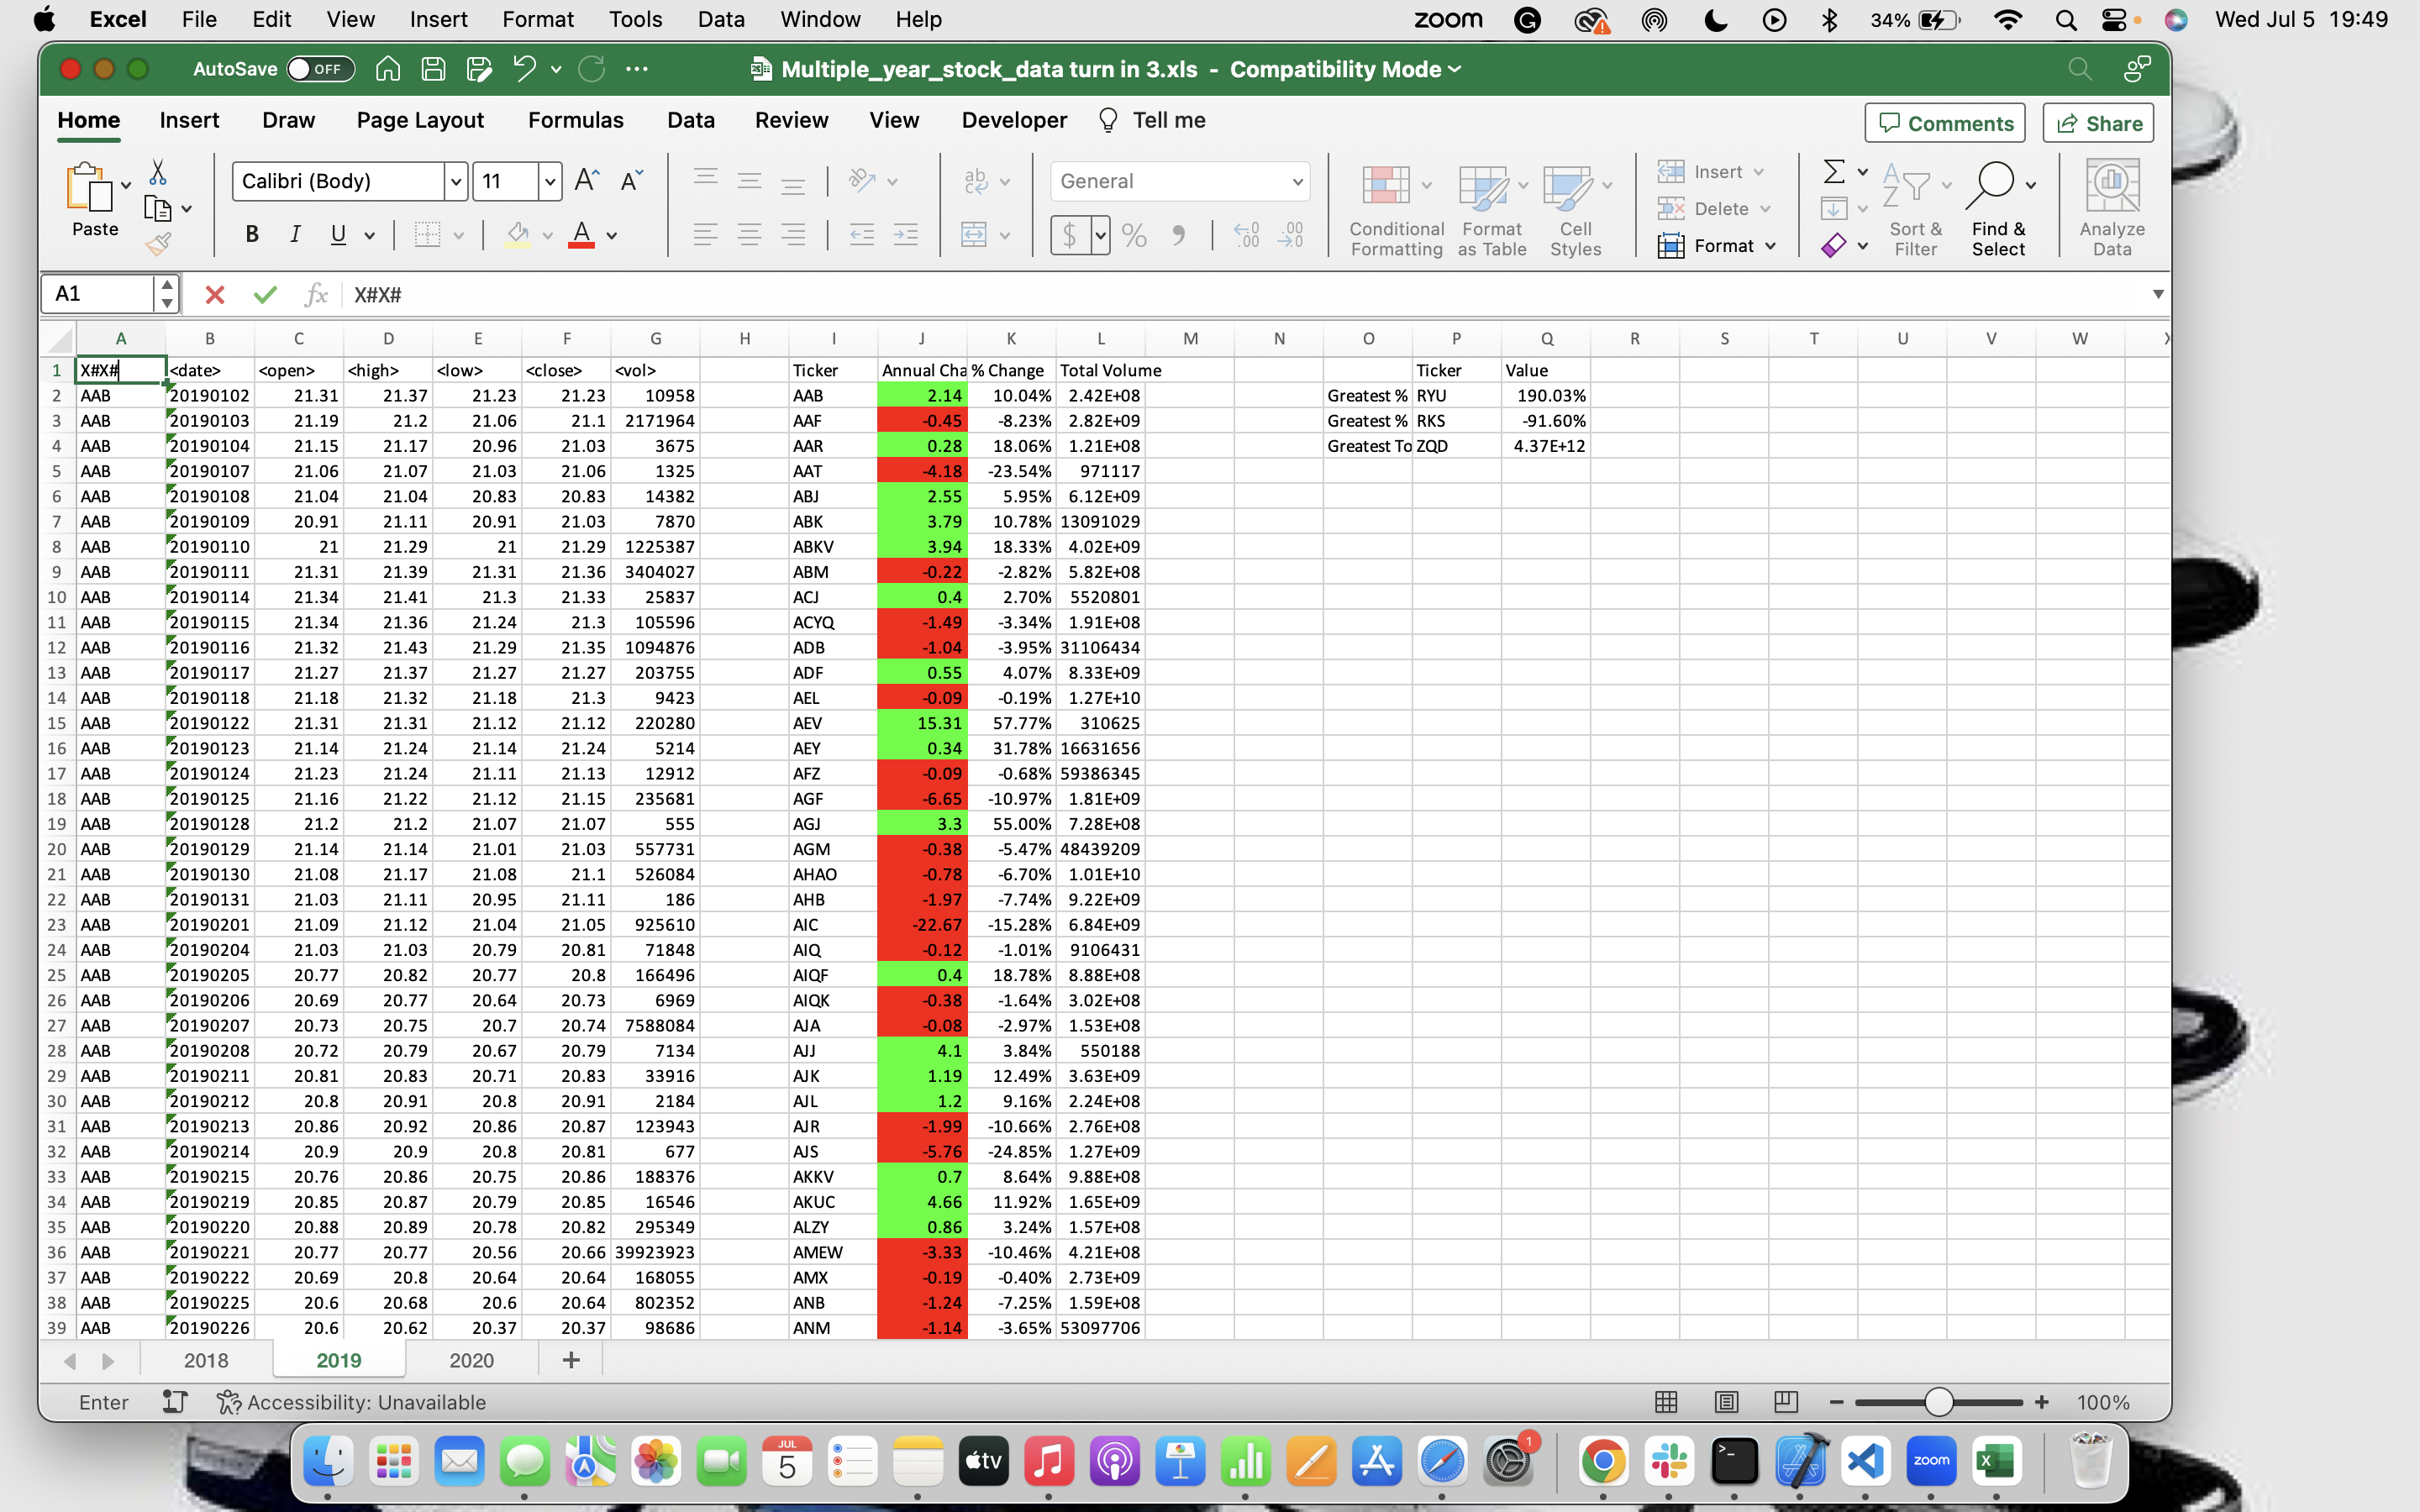 Excel File Edit View Insert Format Tools Data Window Help zoom 34% Wed Jul 5 19:49
AutoSave OFF Multiple_year_stock_data turn in 3.xls - Compatibility Mode
Home Insert Draw Page Layout Formulas Data Review View Developer Tell me Comments Share
Paste Calibri (Body) 11 General Conditional Formatting Format as Table Cell Styles Insert Delete Format Sort & Filter Find & Select Analyze Data
A1 fx X#X#
A B C D E F G H I J K L M N O P Q R S T U V W
1 X#X# <date> <open> <high> <low> <close> <vol> Ticker Annual Cha % Change Total Volume Ticker Value
2 AAB 20190102 21.31 21.37 21.23 21.23 10958 AAB 2.14 10.04% 2.42E+08 Greatest % RYU 190.03%
3 AAB 20190103 21.19 21.2 21.06 21.1 2171964 AAF -0.45 -8.23% 2.82E+09 Greatest % RKS -91.60%
4 AAB 20190104 21.15 21.17 20.96 21.03 3675 AAR 0.28 18.06% 1.21E+08 Greatest To ZQD 4.37E+12
5 AAB 20190107 21.06 21.07 21.03 21.06 1325 AAT -4.18 -23.54% 971117
6 AAB 20190108 21.04 21.04 20.83 20.83 14382 ABJ 2.55 5.95% 6.12E+09
7 AAB 20190109 20.91 21.11 20.91 21.03 7870 ABK 3.79 10.78% 13091029
8 AAB 20190110 21 21.29 21 21.29 1225387 ABKV 3.94 18.33% 4.02E+09
9 AAB 20190111 21.31 21.39 21.31 21.36 3404027 ABM -0.22 -2.82% 5.82E+08
10 AAB 20190114 21.34 21.41 21.3 21.33 25837 ACJ 0.4 2.70% 5520801
11 AAB 20190115 21.34 21.36 21.24 21.3 105596 ACYQ -1.49 -3.34% 1.91E+08
12 AAB 20190116 21.32 21.43 21.29 21.35 1094876 ADB -1.04 -3.95% 31106434
13 AAB 20190117 21.27 21.37 21.27 21.27 203755 ADF 0.55 4.07% 8.33E+09
14 AAB 20190118 21.18 21.32 21.18 21.3 9423 AEL -0.09 -0.19% 1.27E+10
15 AAB 20190122 21.31 21.31 21.12 21.12 220280 AEV 15.31 57.77% 310625
16 AAB 20190123 21.14 21.24 21.14 21.24 5214 AEY 0.34 31.78% 16631656
17 AAB 20190124 21.23 21.24 21.11 21.13 12912 AFZ -0.09 -0.68% 59386345
18 AAB 20190125 21.16 21.22 21.12 21.15 235681 AGF -6.65 -10.97% 1.81E+09
19 AAB 20190128 21.2 21.2 21.07 21.07 555 AGJ 3.3 55.00% 7.28E+08
20 AAB 20190129 21.14 21.14 21.01 21.03 557731 AGM -0.38 -5.47% 48439209
21 AAB 20190130 21.08 21.17 21.08 21.1 526084 AHAO -0.78 -6.70% 1.01E+10
22 AAB 20190131 21.03 21.11 20.95 21.11 186 AHB -1.97 -7.74% 9.22E+09
23 AAB 20190201 21.09 21.12 21.04 21.05 925610 AIC -22.67 -15.28% 6.84E+09
24 AAB 20190204 21.03 21.03 20.79 20.81 71848 AIQ -0.12 -1.01% 9106431
25 AAB 20190205 20.77 20.82 20.77 20.8 166496 AIQF 0.4 18.78% 8.88E+08
26 AAB 20190206 20.69 20.77 20.64 20.73 6969 AIQK -0.38 -1.64% 3.02E+08
27 AAB 20190207 20.73 20.75 20.7 20.74 7588084 AJA -0.08 -2.97% 1.53E+08
28 AAB 20190208 20.72 20.79 20.67 20.79 7134 AJJ 4.1 3.84% 550188
29 AAB 20190211 20.81 20.83 20.71 20.83 33916 AJK 1.19 12.49% 3.63E+09
30 AAB 20190212 20.8 20.91 20.8 20.91 2184 AJL 1.2 9.16% 2.24E+08
31 AAB 20190213 20.86 20.92 20.86 20.87 123943 AJR -1.99 -10.66% 2.76E+08
32 AAB 20190214 20.9 20.9 20.8 20.81 677 AJS -5.76 -24.85% 1.27E+09
33 AAB 20190215 20.76 20.86 20.75 20.86 188376 AKKV 0.7 8.64% 9.88E+08
34 AAB 20190219 20.85 20.87 20.79 20.85 16546 AKUC 4.66 11.92% 1.65E+09
35 AAB 20190220 20.88 20.89 20.78 20.82 295349 ALZY 0.86 3.24% 1.57E+08
36 AAB 20190221 20.77 20.77 20.56 20.66 39923923 AMEW -3.33 -10.46% 4.21E+08
37 AAB 20190222 20.69 20.8 20.64 20.64 168055 AMX -0.19 -0.40% 2.73E+09
38 AAB 20190225 20.6 20.68 20.6 20.64 802352 ANB -1.24 -7.25% 1.59E+08
39 AAB 20190226 20.6 20.62 20.37 20.37 98686 ANM -1.14 -3.65% 53097706
2018 2019 2020 +
Enter Accessibility: Unavailable 100%
JUL 5 tv 1 zoom